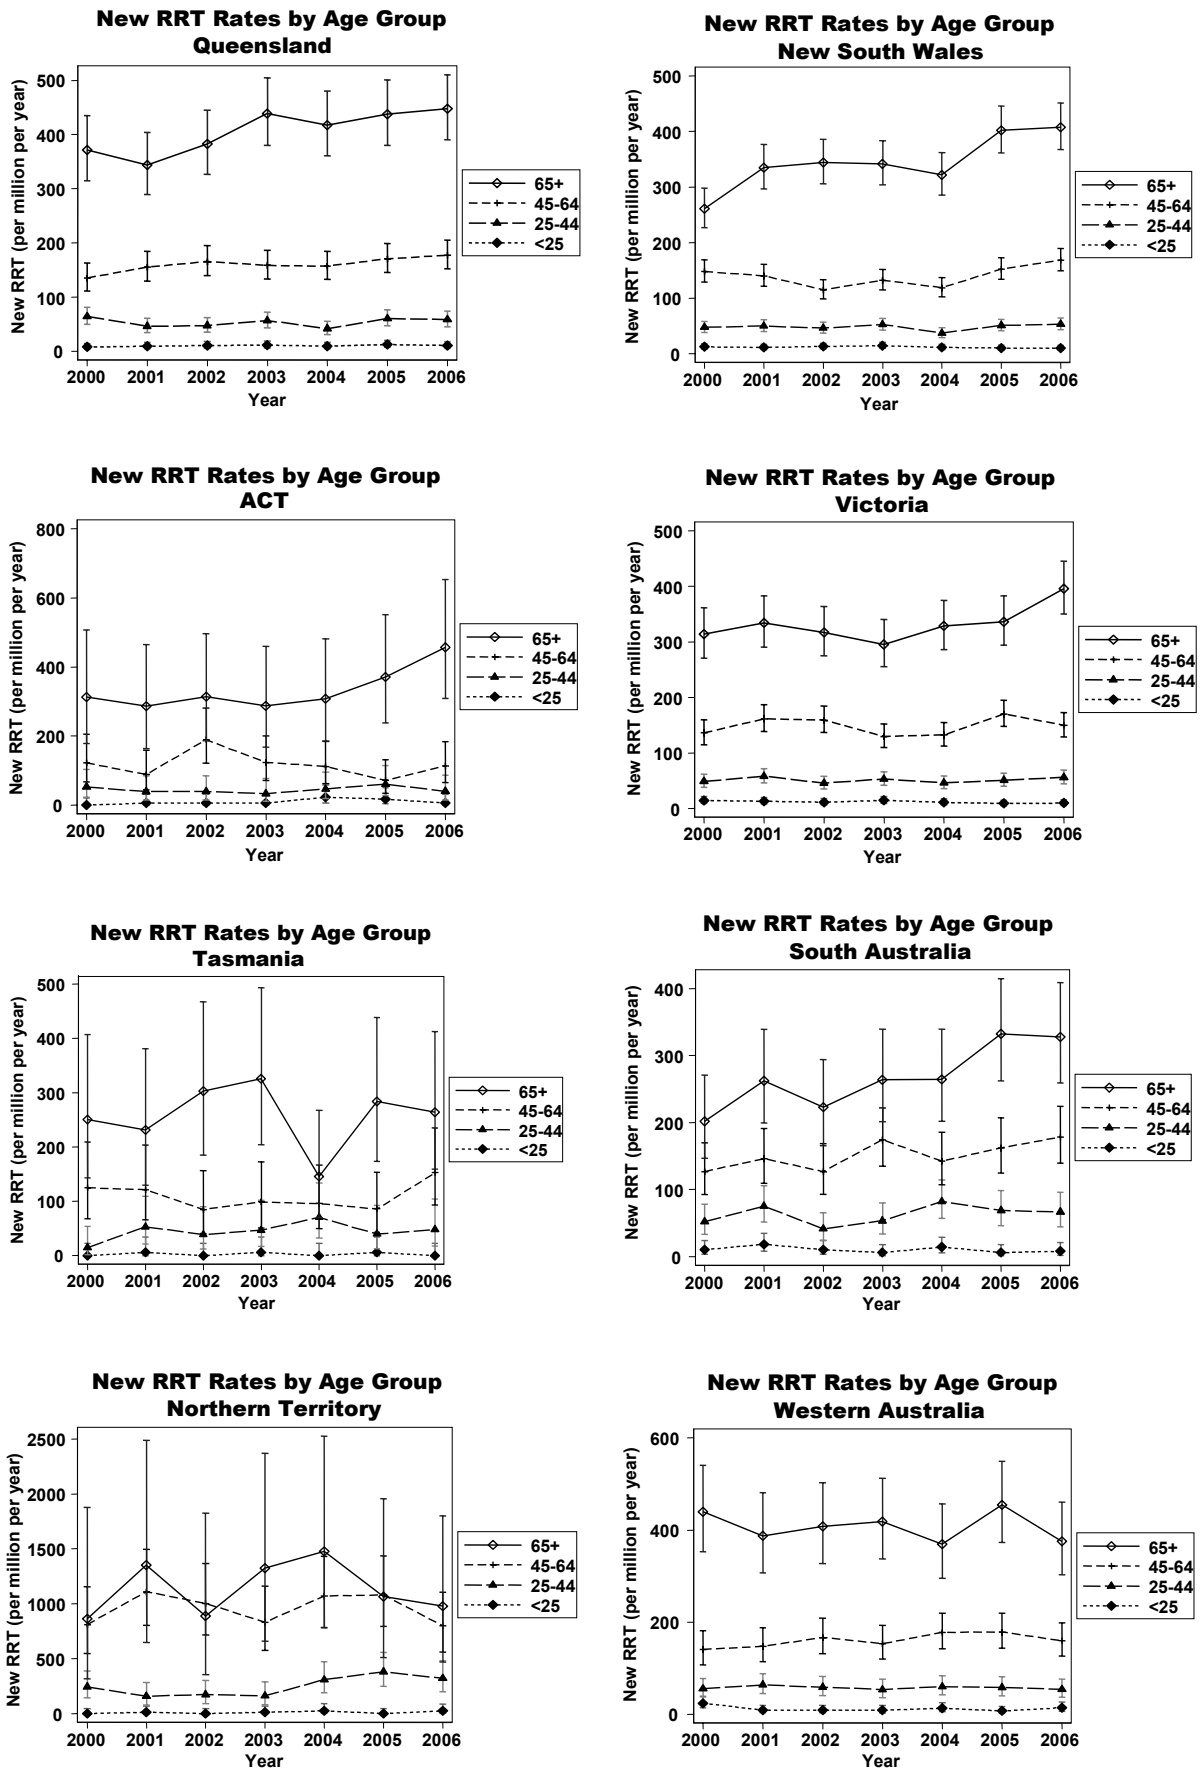 New RRT Rates by Age Group
Queensland
New RRT (per million per year)
500
400
300
200
100
0
2000 2001 2002 2003 2004 2005 2006
Year
65+
45-64
25-44
<25
New RRT Rates by Age Group
New South Wales
New RRT (per million per year)
500
400
300
200
100
0
2000 2001 2002 2003 2004 2005 2006
Year
65+
45-64
25-44
<25
New RRT Rates by Age Group
ACT
New RRT (per million per year)
800
600
400
200
0
2000 2001 2002 2003 2004 2005 2006
Year
65+
45-64
25-44
<25
New RRT Rates by Age Group
Victoria
New RRT (per million per year)
500
400
300
200
100
0
2000 2001 2002 2003 2004 2005 2006
Year
65+
45-64
25-44
<25
New RRT Rates by Age Group
Tasmania
New RRT (per million per year)
500
400
300
200
100
0
2000 2001 2002 2003 2004 2005 2006
Year
65+
45-64
25-44
<25
New RRT Rates by Age Group
South Australia
New RRT (per million per year)
400
300
200
100
0
2000 2001 2002 2003 2004 2005 2006
Year
65+
45-64
25-44
<25
New RRT Rates by Age Group
Northern Territory
New RRT (per million per year)
2500
2000
1500
1000
500
0
2000 2001 2002 2003 2004 2005 2006
Year
65+
45-64
25-44
<25
New RRT Rates by Age Group
Western Australia
New RRT (per million per year)
600
400
200
0
2000 2001 2002 2003 2004 2005 2006
Year
65+
45-64
25-44
<25